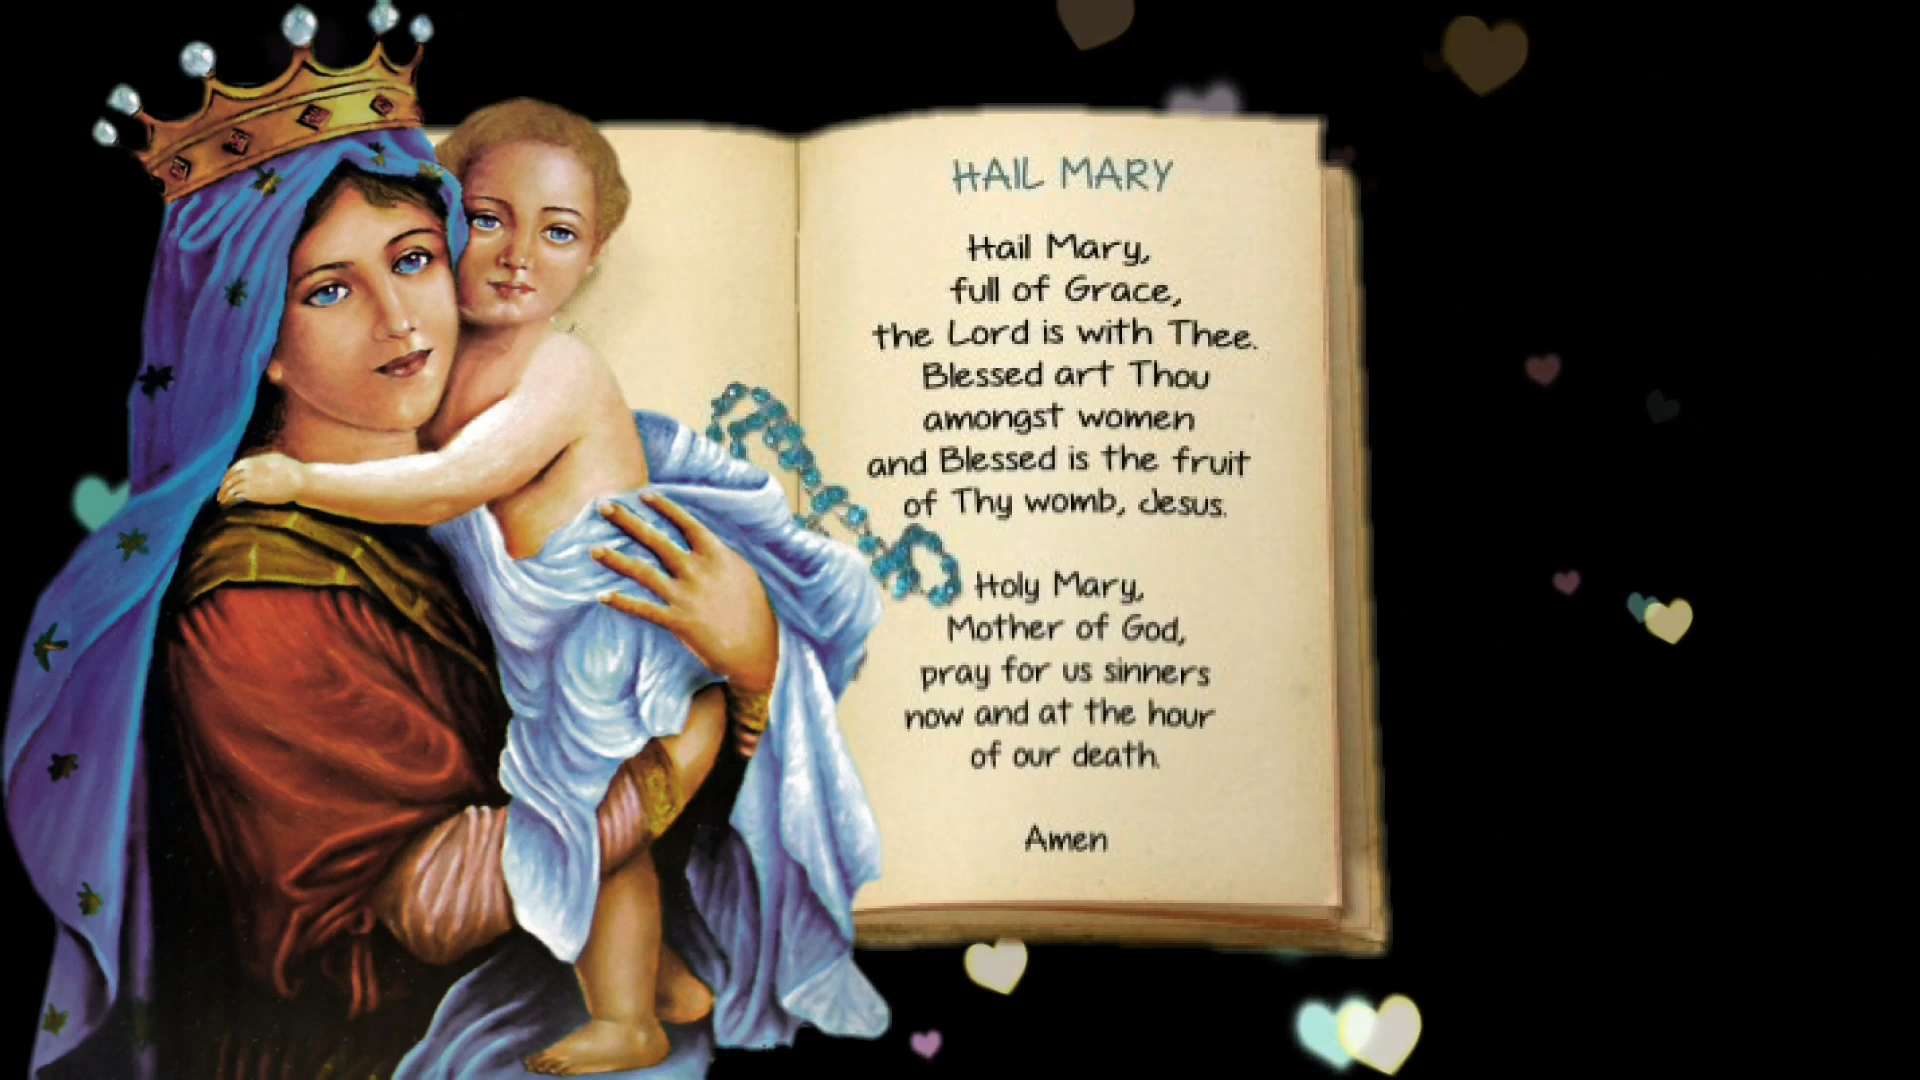 HAIL MARY
Hail Mary,
full of Grace,
the Lord is with Thee.
Blessed art Thou
amongst women
and Blessed is the fruit
of Thy womb, Jesus.
Holy Mary,
Mother of God,
pray for us sinners
now and at the hour
of our death.
Amen